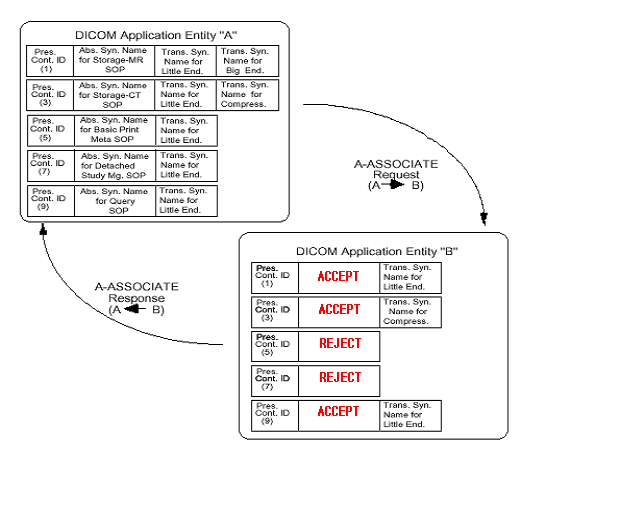 DICOM Application Entity "A"
Pres. Cont. ID (1)
Abs. Syn. Name for Storage-MR SOP
Trans. Syn. Name for Little End.
Trans. Syn. Name for Big End.
Pres. Cont. ID (3)
Abs. Syn. Name for Storage-CT SOP
Trans. Syn. Name for Little End.
Trans. Syn. Name for Compress.
Pres. Cont. ID (5)
Abs. Syn. Name for Basic Print Meta SOP
Trans. Syn. Name for Little End.
Pres. Cont. ID (7)
Abs. Syn. Name for Detached Study Mg. SOP
Trans. Syn. Name for Little End.
Pres. Cont. ID (9)
Abs. Syn. Name for Query SOP
Trans. Syn. Name for Little End.
A-ASSOCIATE
Request
(A B)
DICOM Application Entity "B"
Pres. Cont. ID (1)
ACCEPT
Trans. Syn. Name for Little End.
Pres. Cont. ID (3)
ACCEPT
Trans. Syn. Name for Compress.
Pres. Cont. ID (5)
REJECT
Pres. Cont. ID (7)
REJECT
Pres. Cont. ID (9)
ACCEPT
Trans. Syn. Name for Little End.
A-ASSOCIATE
Response
(A B)